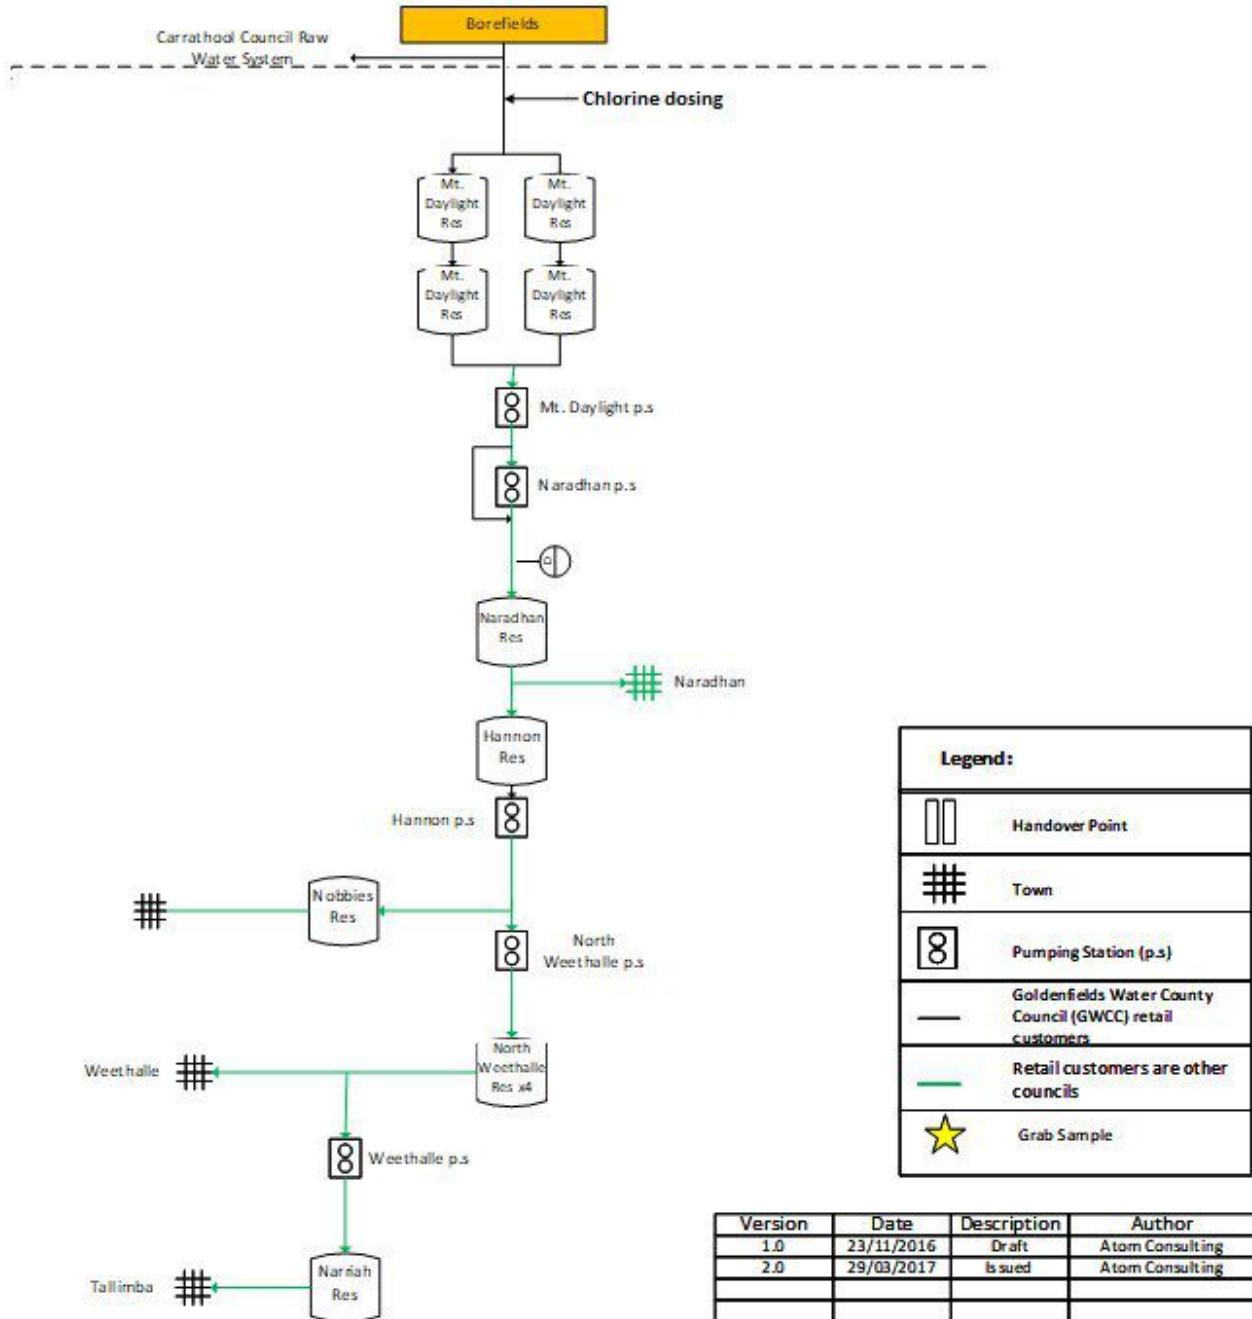 Borefields
Carrathool Council Raw
Water System
Chlorine dosing
Mt.
Daylight
Res
Mt.
Daylight
Res
Mt.
Daylight
Res
Mt.
Daylight
Res
Mt. Daylight p.s
Naradhan p.s
D
Naradhan
Res
Naradhan
Hannon
Res
Hannon p.s
Nobbies
Res
North
Weethalle p.s
North
Weethalle
Res x4
Weethalle
Weethalle p.s
Narriah
Res
Tallimba
Legend:
Handover Point
Town
Pumping Station (p.s)
Goldenfields Water County
Council (GWCC) retail
customers
Retail customers are other
councils
Grab Sample
Version Date Description Author
1.0 23/11/2016 Draft Atom Consulting
2.0 29/03/2017 Issued Atom Consulting